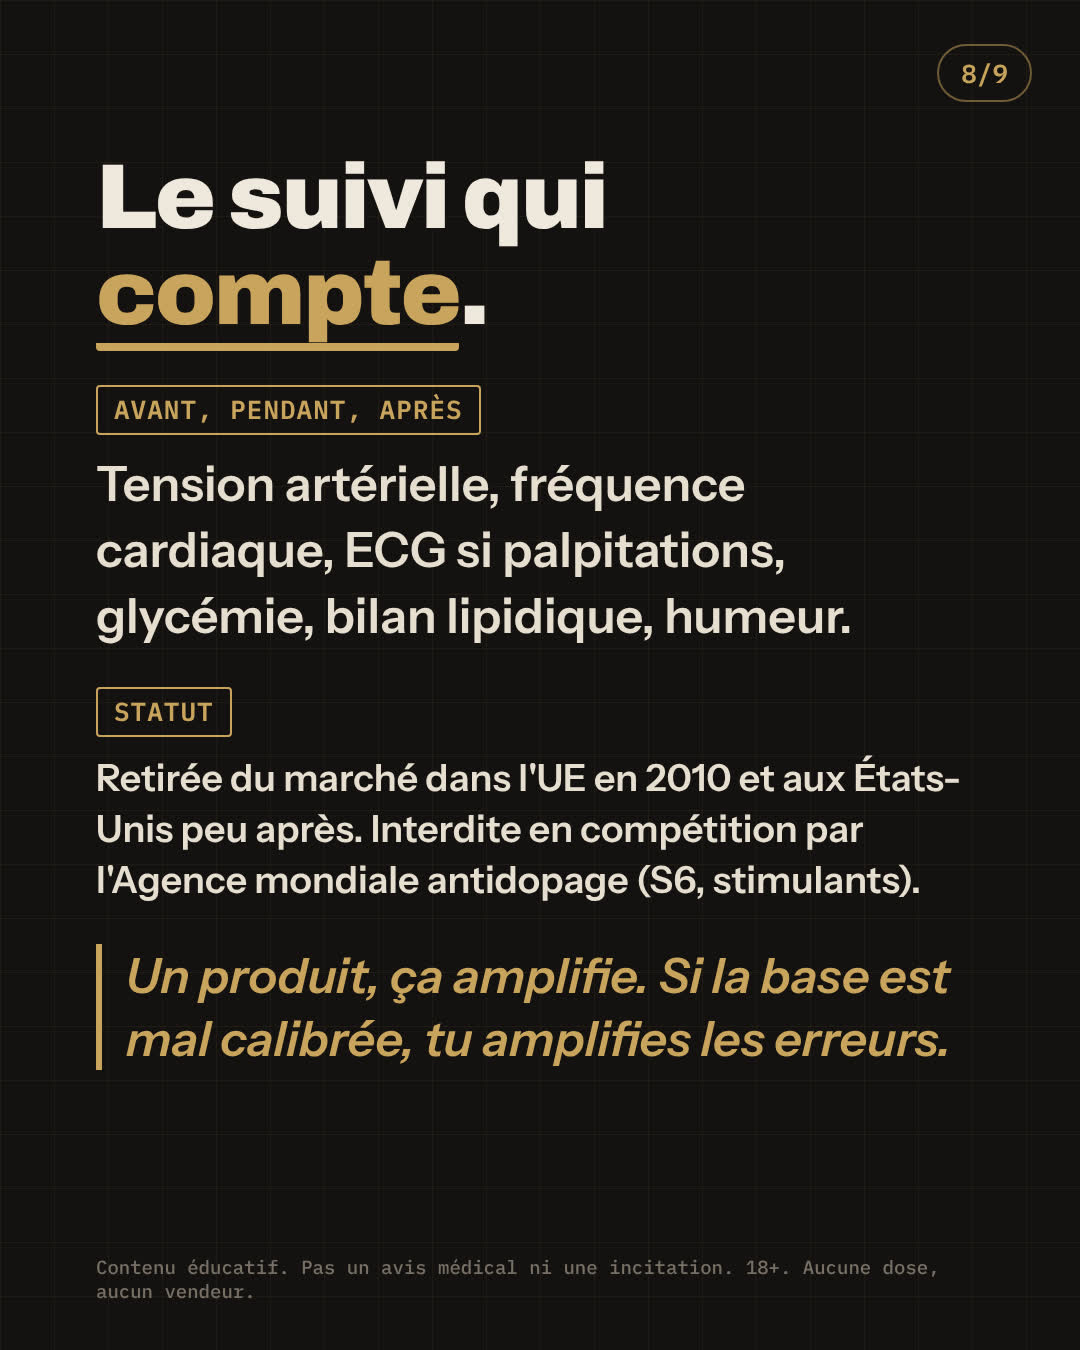 8/9
Le suivi qui
compte.
AVANT, PENDANT, APRÈS
Tension artérielle, fréquence
cardiaque, ECG si palpitations,
glycémie, bilan lipidique, humeur.
STATUT
Retirée du marché dans l'UE en 2010 et aux États-
Unis peu après. Interdite en compétition par
l'Agence mondiale antidopage (S6, stimulants).
Un produit, ça amplifie. Si la base est
mal calibrée, tu amplifies les erreurs.
Contenu éducatif. Pas un avis médical ni une incitation. 18+. Aucune dose,
aucun vendeur.